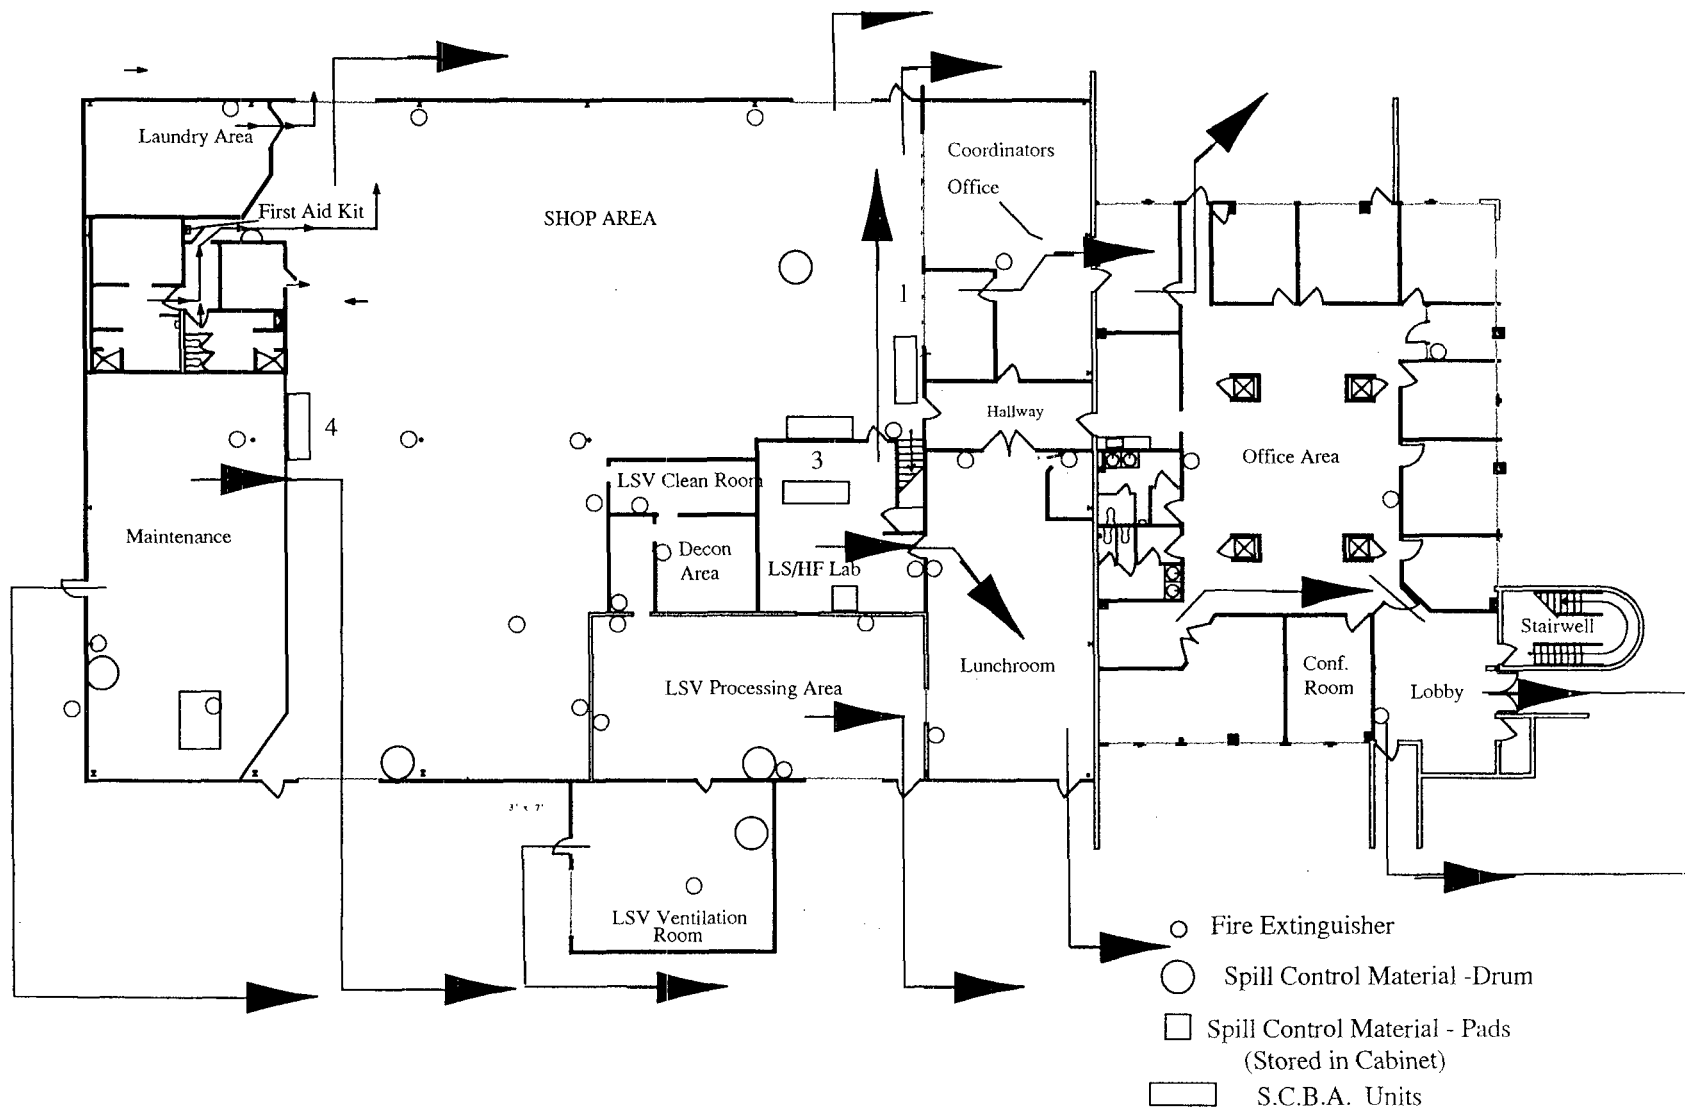 Laundry Area
First Aid Kit
SHOP AREA
Coordinators
Office
1
Hallway
4
3
LSV Clean Room
Office Area
Maintenance
Decon
Area
LS/HF Lab
Stairwell
Lunchroom
Conf.
Room
LSV Processing Area
Lobby
3' x 7'
LSV Ventilation
Room
Fire Extinguisher
Spill Control Material -Drum
Spill Control Material - Pads
(Stored in Cabinet)
S.C.B.A. Units